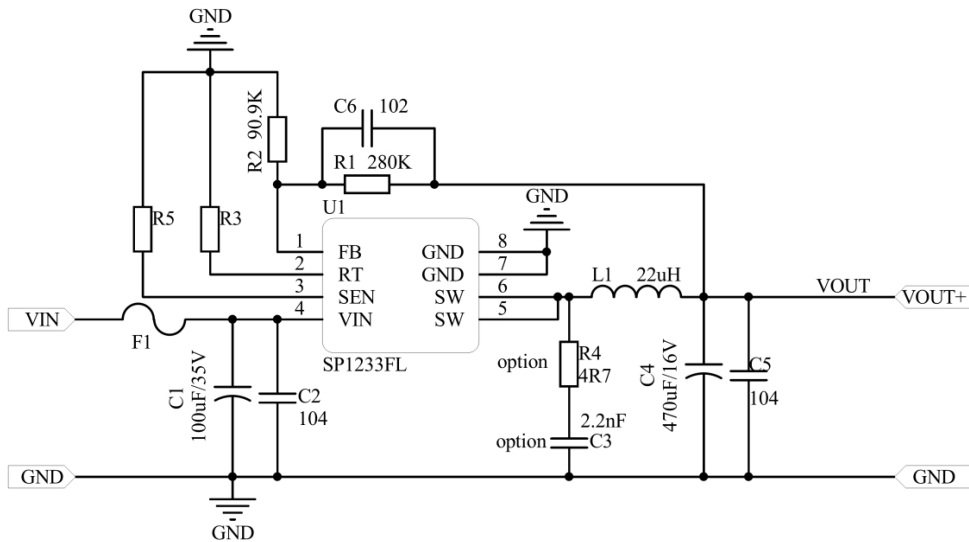 GND
C6 102
R2 90.9K
R1 280K
U1
GND
R5
R3
1 FB GND 8
2 RT GND 7
3 SEN SW 6
4 VIN SW 5
L1 22uH
VOUT
VOUT+
VIN
F1
SP1233FL
option
R4
4R7
C1
100uF/35V
C2
104
C4
470uF/16V
C5
104
2.2nF
option
C3
GND
GND
GND